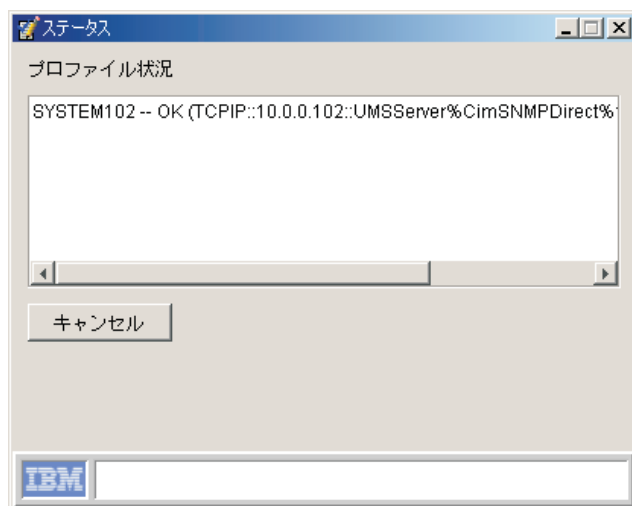 ステータス
プロファイル状況
SYSTEM102 -- OK (TCPIP::10.0.0.102::UMSServer%CimSNMPDirect%
キャンセル
IBM